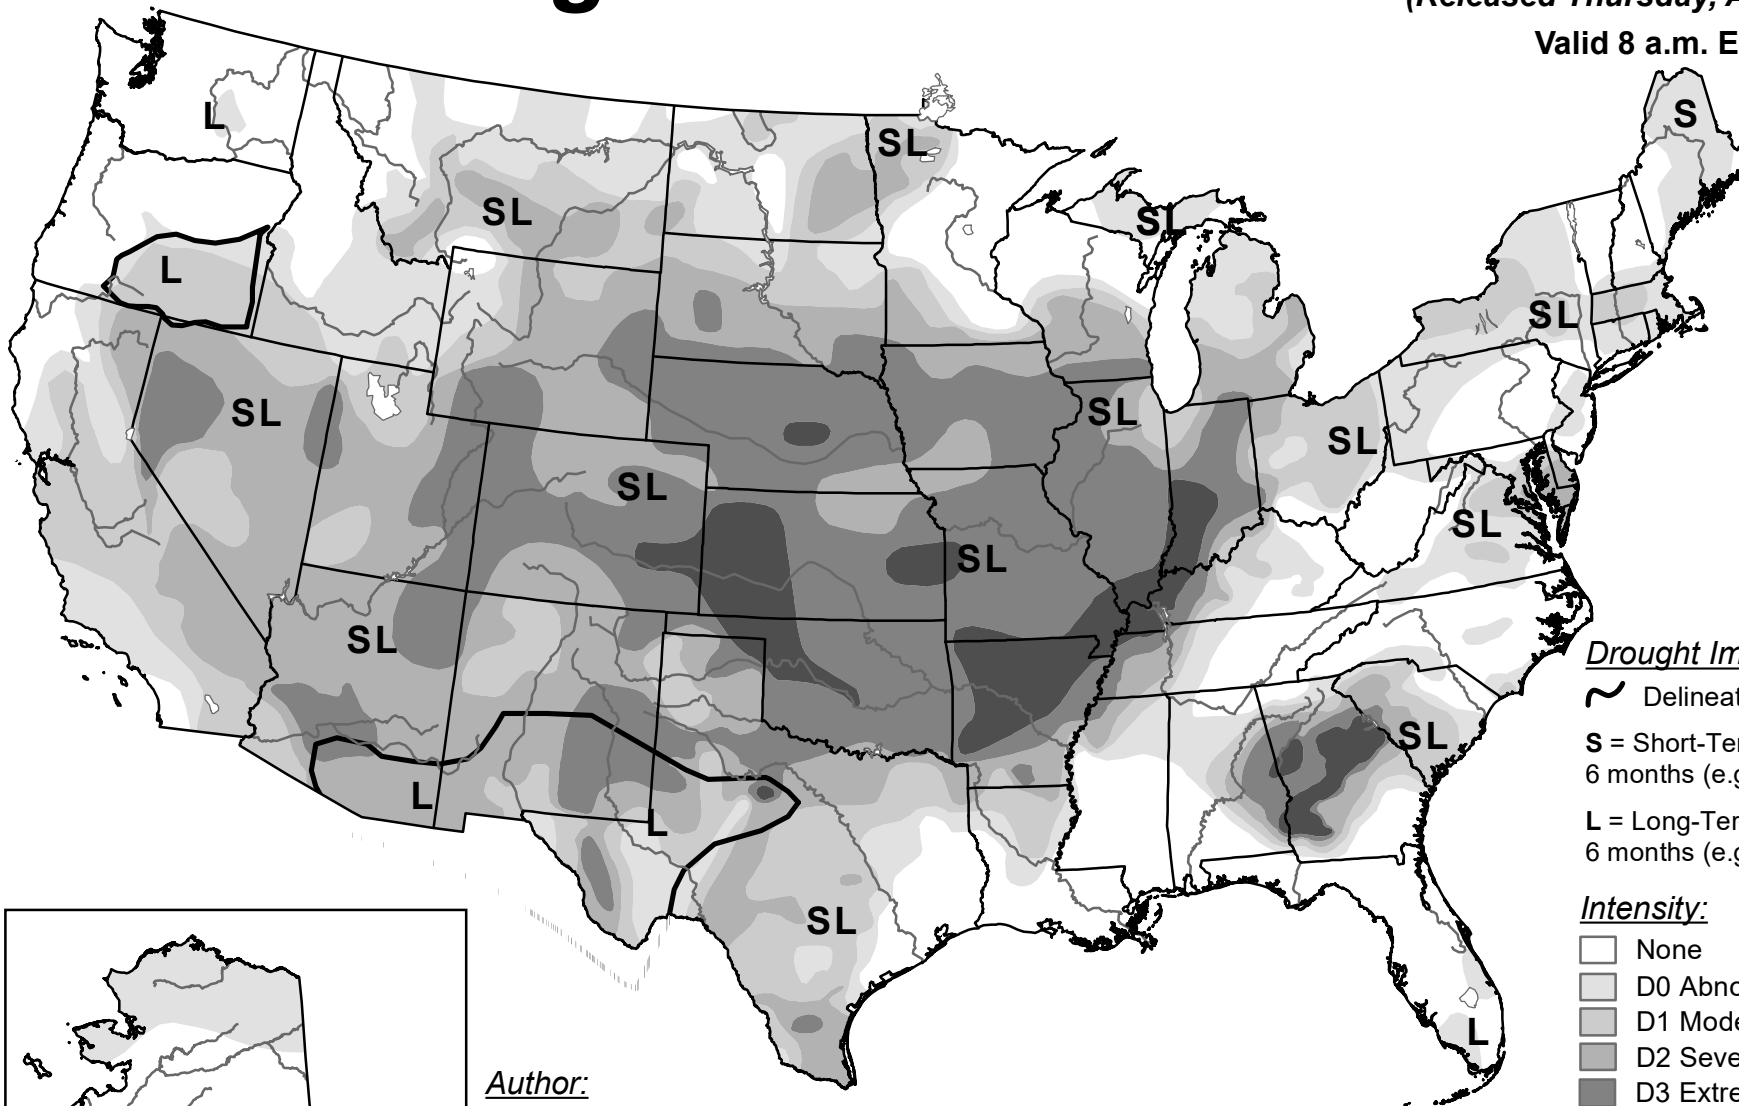 (Released Thursday, A
Valid 8 a.m. E
L
SL
S
SL
SL
L
SL
SL
SL
SL
SL
SL
SL
SL
SL
SL
L
L
SL
L
Drought Im
Delineat
S = Short-Ter
6 months (e.g
L = Long-Ter
6 months (e.g
Intensity:
None
D0 Abno
D1 Mode
D2 Seve
D3 Extre
Author: